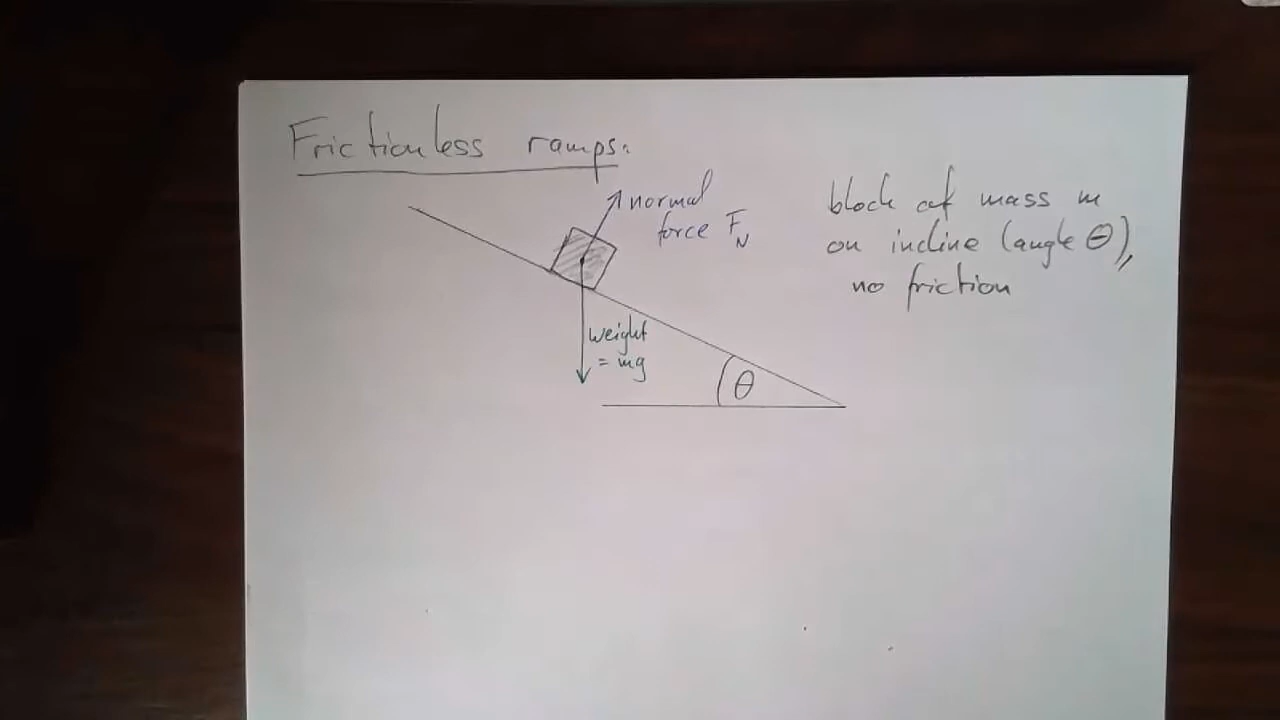 Frictionless ramps:
normal
force F_N
block of mass m
on incline (angle θ),
no friction
weight
= mg
θ